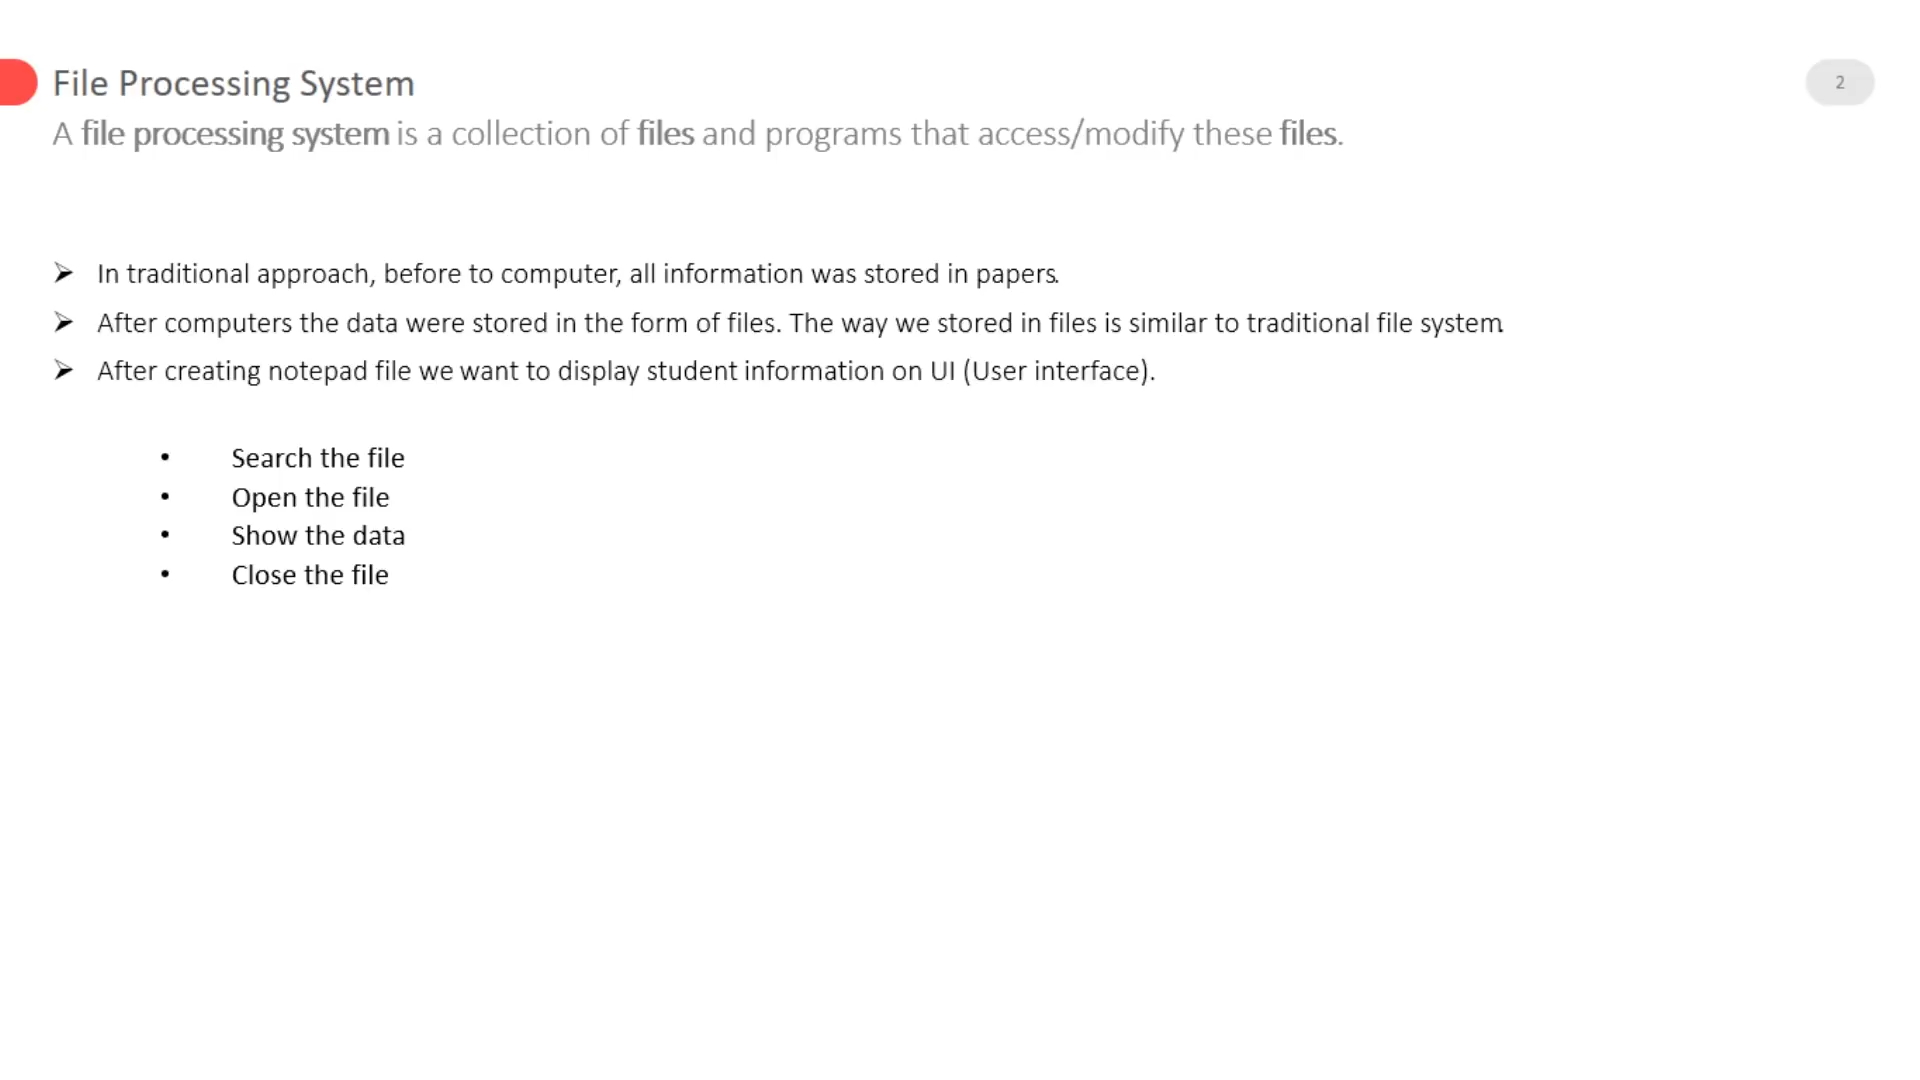 File Processing System
2
A file processing system is a collection of files and programs that access/modify these files.
➢ In traditional approach, before to computer, all information was stored in papers.
➢ After computers the data were stored in the form of files. The way we stored in files is similar to traditional file system.
➢ After creating notepad file we want to display student information on UI (User interface).
• Search the file
• Open the file
• Show the data
• Close the file